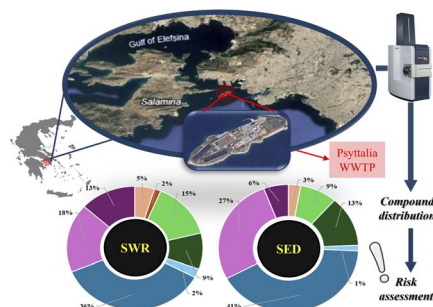 Gulf of Elefsina
Salamina
Psyttalia
WWTP
Compound
distribution
Risk
assessment
5%
2%
15%
9%
2%
36%
18%
13%
SWR
3%
9%
13%
1%
41%
27%
6%
SED